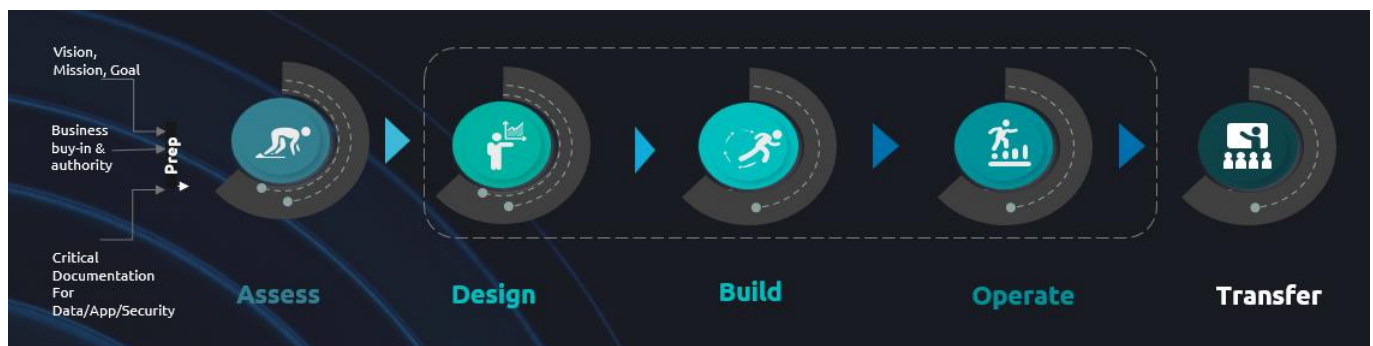 Vision,
Mission, Goal
Business
buy-in &
authority
Prep
Critical
Documentation
For
Data/App/Security
Assess
Design
Build
Operate
Transfer